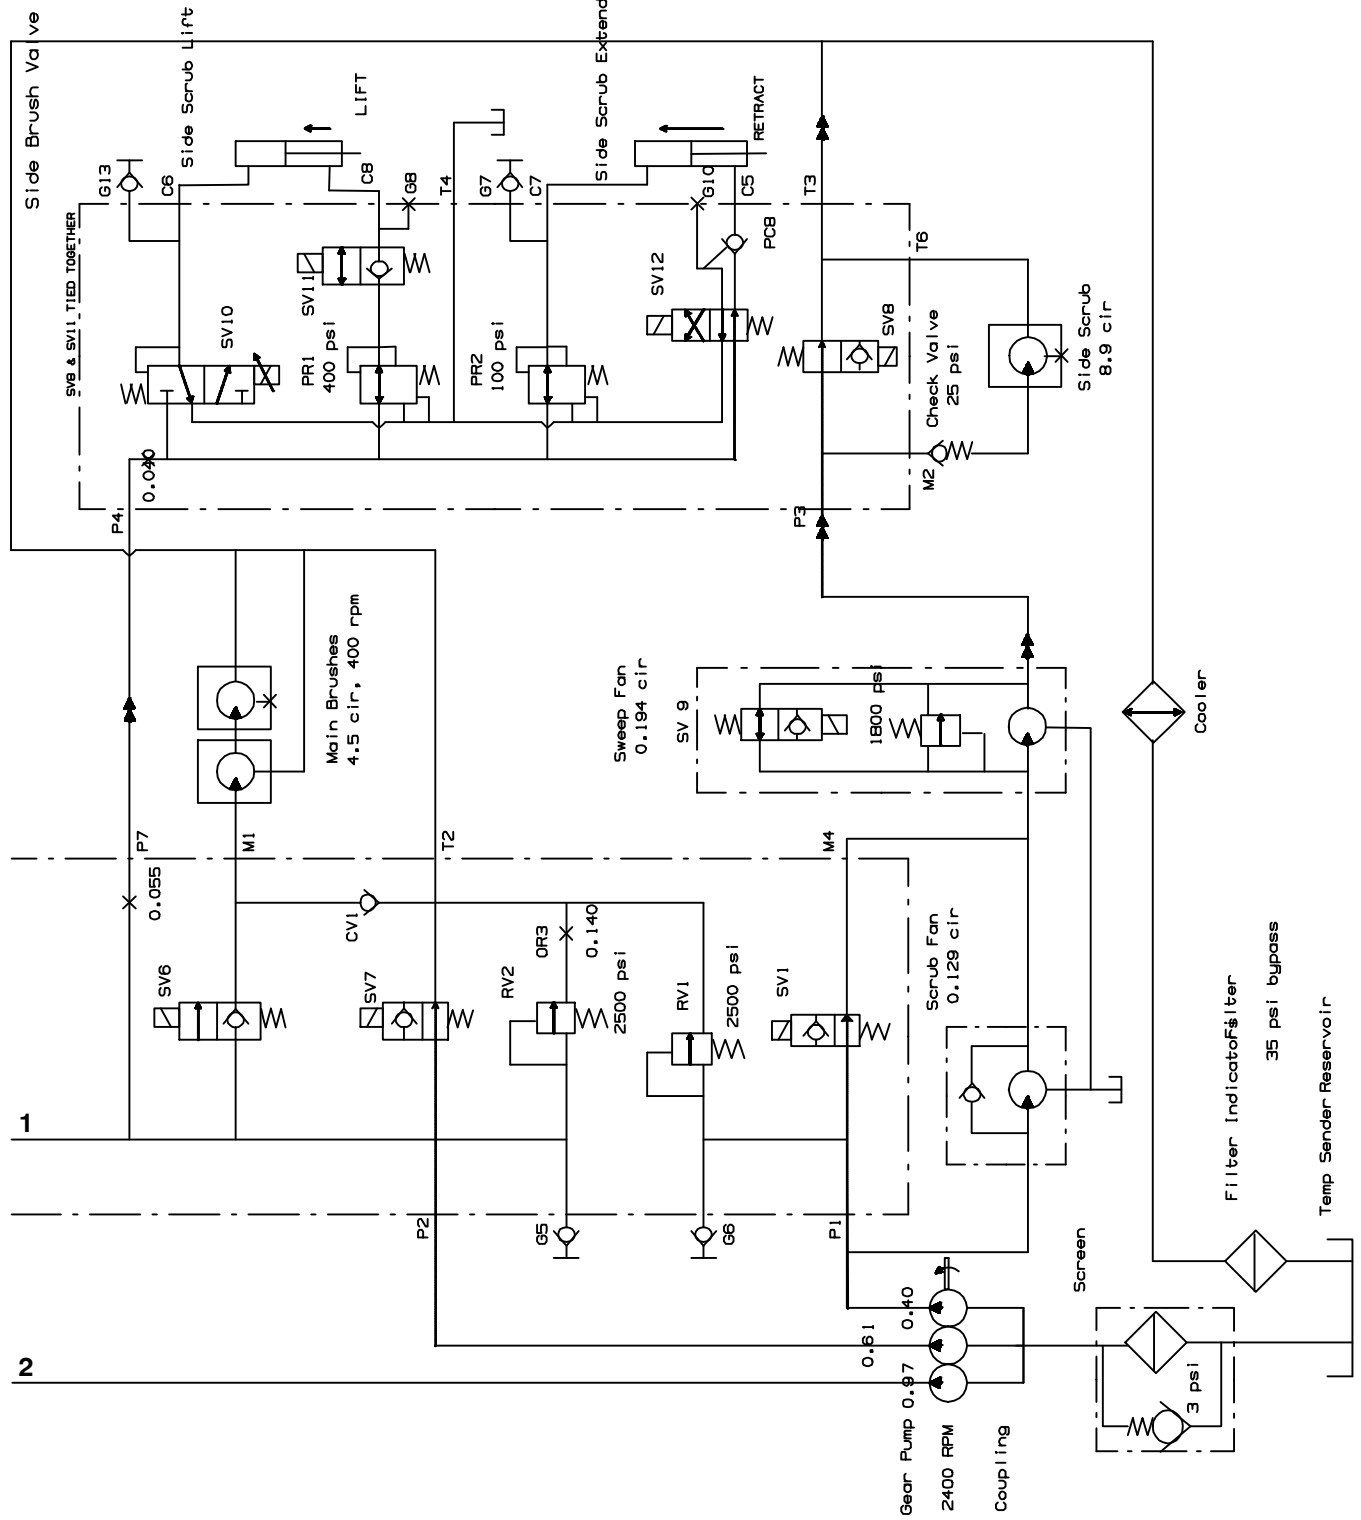 Side Brush Valve
Side Scrub Lift
Side Scrub Extend
LIFT
RETRACT
G13
C6
C8
G8
T4
G7
C7
G10
C5
T3
SV8 & SV11 TIED TOGETHER
SV10
SV11
PR1
400 psi
PR2
100 psi
SV12
PC8
SV8
T6
Check Valve
25 psi
Side Scrub
8.9 cir
0.040
P4
P3
M2
Main Brushes
4.5 cir, 400 rpm
Sweep Fan
0.194 cir
SV 9
1800 psi
Cooler
P7
M1
T2
M4
0.055
CV1
OR3
0.140
SV6
SV7
RV2
2500 psi
RV1
2500 psi
SV1
Scrub Fan
0.129 cir
1
P2
G5
G6
P1
Filter Indicator
Filter
35 psi bypass
Temp Sender Reservoir
Screen
3 psi
2
0.61
0.40
Gear Pump 0.97
2400 RPM
Coupling